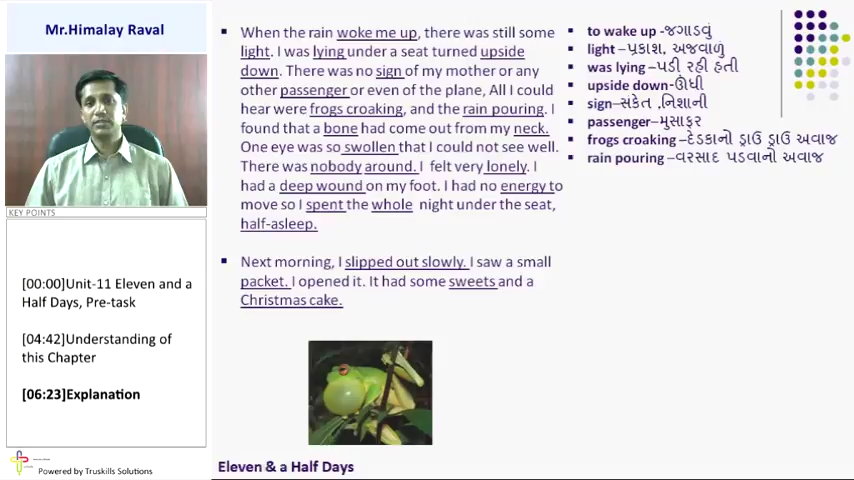 Mr.Himalay Raval
KEY POINTS
[00:00]Unit-11 Eleven and a
Half Days, Pre-task
[04:42]Understanding of
this Chapter
[06:23]Explanation
Powered by Truskills Solutions
▪ When the rain woke me up, there was still some
light. I was lying under a seat turned upside
down. There was no sign of my mother or any
other passenger or even of the plane, All I could
hear were frogs croaking, and the rain pouring. I
found that a bone had come out from my neck.
One eye was so swollen that I could not see well.
There was nobody around. I felt very lonely. I
had a deep wound on my foot. I had no energy to
move so I spent the whole night under the seat,
half-asleep.
▪ Next morning, I slipped out slowly. I saw a small
packet. I opened it. It had some sweets and a
Christmas cake.
▪ to wake up -જગાડવું
▪ light – પ્રકાશ, અજવાળું
▪ was lying – પડી રહી હતી
▪ upside down-ઊંધી
▪ sign-સંકેત ,નિશાની
▪ passenger-મુસાફર
▪ frogs croaking –દેડકાનો ડ્રાઉ ડ્રાઉ અવાજ
▪ rain pouring -વરસાદ પડવાનો અવાજ
Eleven & a Half Days